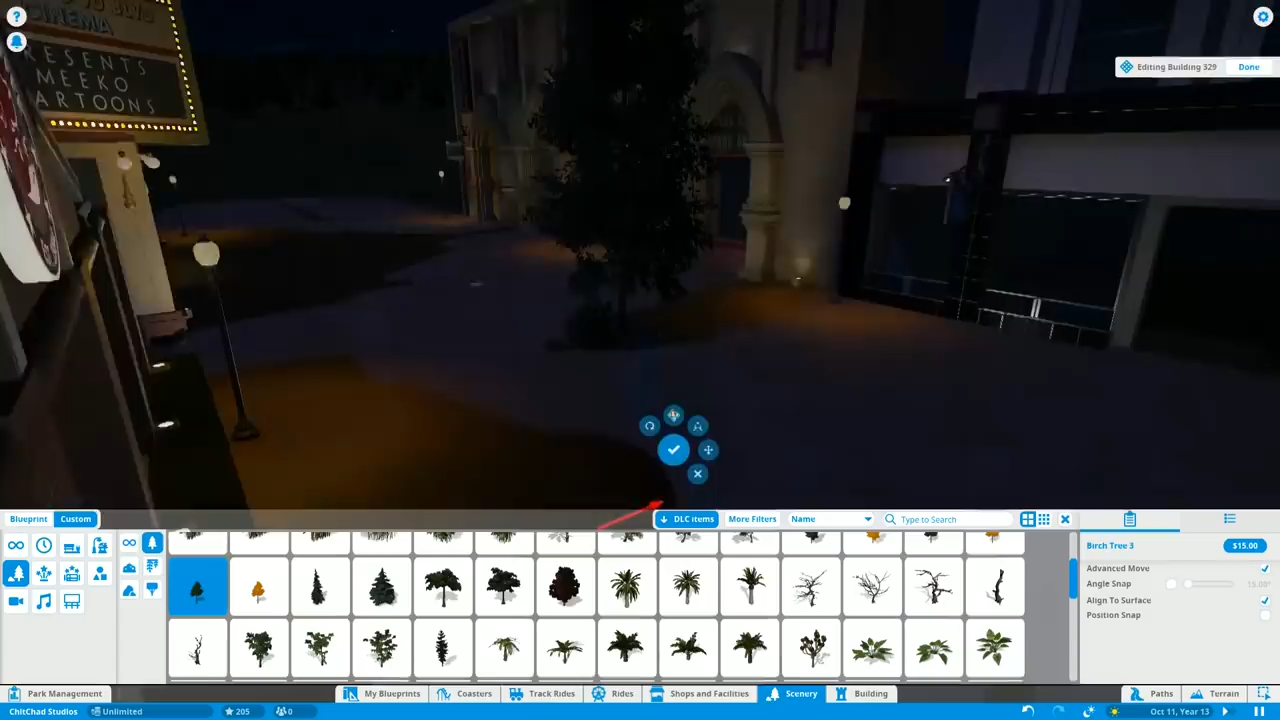 CINEMA
RESENTS
MEEKO
ARTOONS
Editing Building 329
Done
Blueprint
Custom
DLC items
More Filters
Name
Type to Search
Birch Tree 3
$15.00
Advanced Move
Angle Snap
15.00°
Align To Surface
Position Snap
Park Management
My Blueprints
Coasters
Track Rides
Rides
Shops and Facilities
Scenery
Building
Paths
Terrain
ChitChad Studios
Unlimited
205
0
Oct 11, Year 13